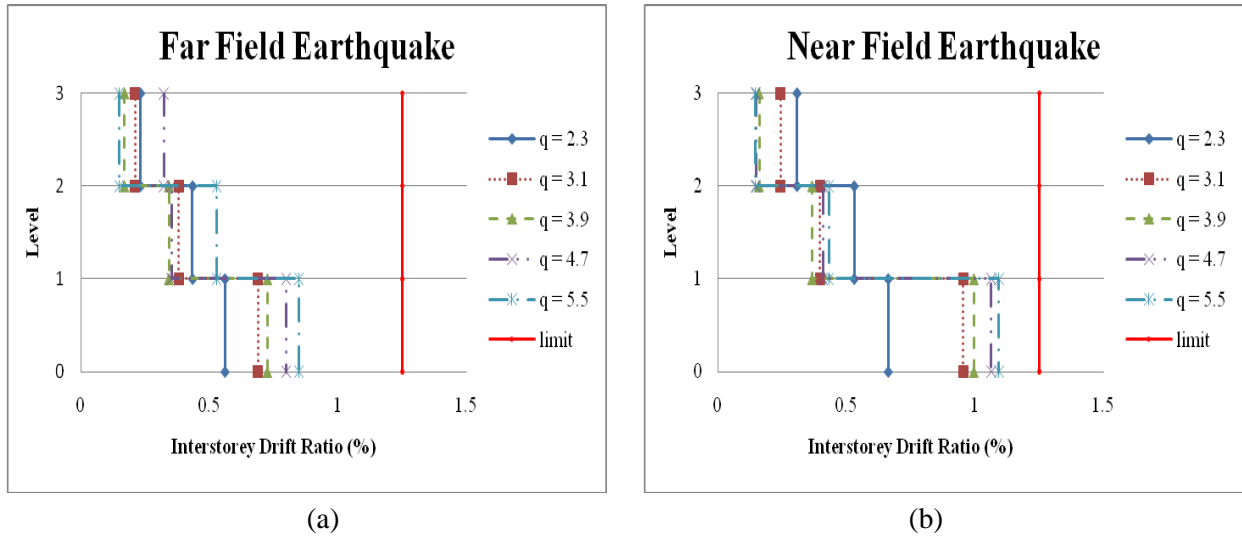 Far Field Earthquake
3
2
1
0
Level
0 0.5 1 1.5
Interstorey Drift Ratio (%)
q = 2.3
q = 3.1
q = 3.9
q = 4.7
q = 5.5
limit
(a)
Near Field Earthquake
3
2
1
0
Level
0 0.5 1 1.5
Interstorey Drift Ratio (%)
q = 2.3
q = 3.1
q = 3.9
q = 4.7
q = 5.5
limit
(b)